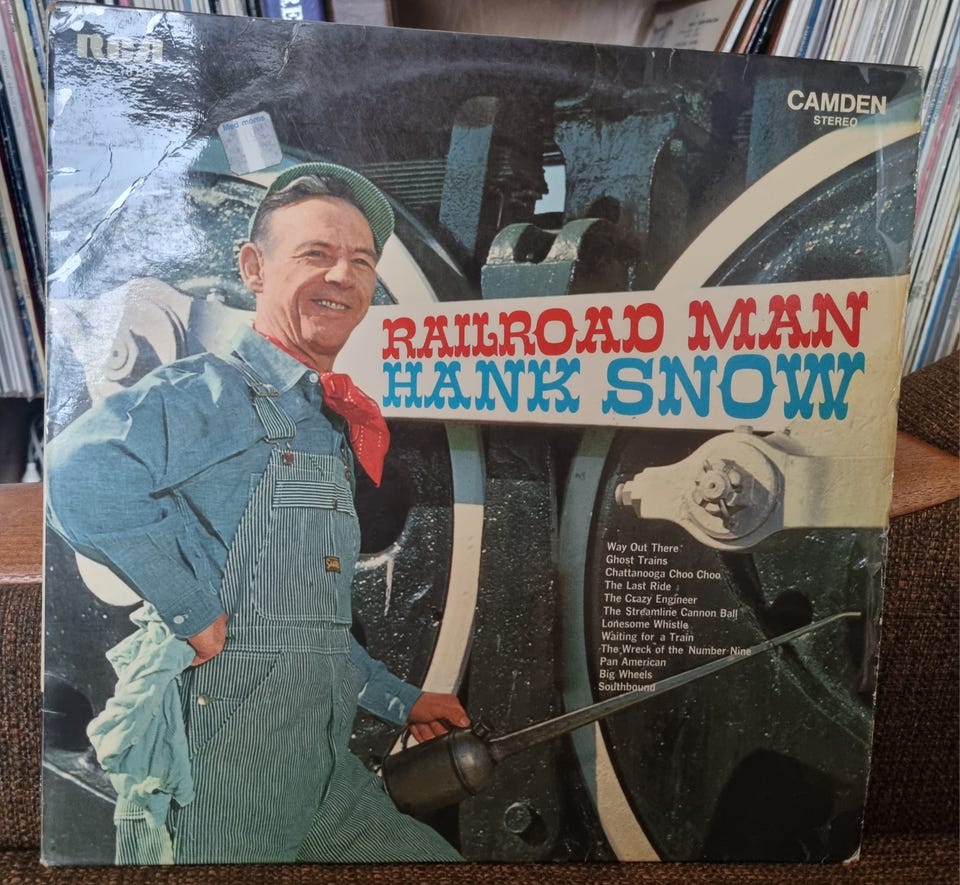 RCA
CAMDEN
STEREO
Med moms
RAILROAD MAN
HANK SNOW
Way Out There
Ghost Trains
Chattanooga Choo Choo
The Last Ride
The Crazy Engineer
The Streamline Cannon Ball
Lonesome Whistle
Waiting for a Train
The Wreck of the Number Nine
Pan American
Big Wheels
Southbound